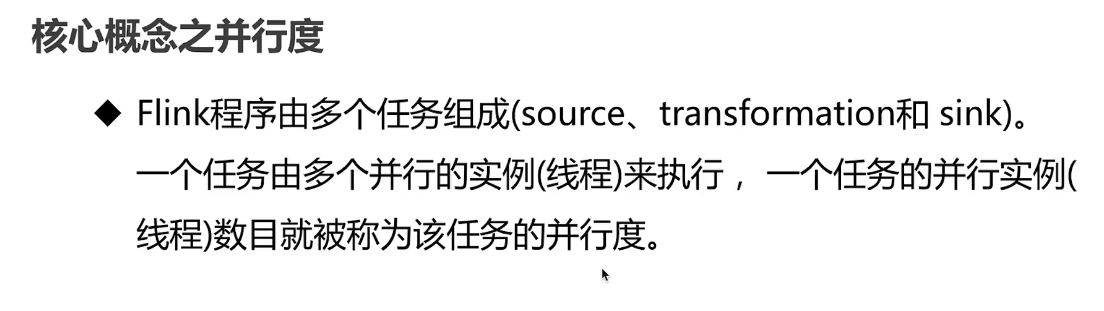 核心概念之并行度
◆ Flink程序由多个任务组成(source、transformation和 sink)。
一个任务由多个并行的实例(线程)来执行 ，一个任务的并行实例(
线程)数目就被称为该任务的并行度。